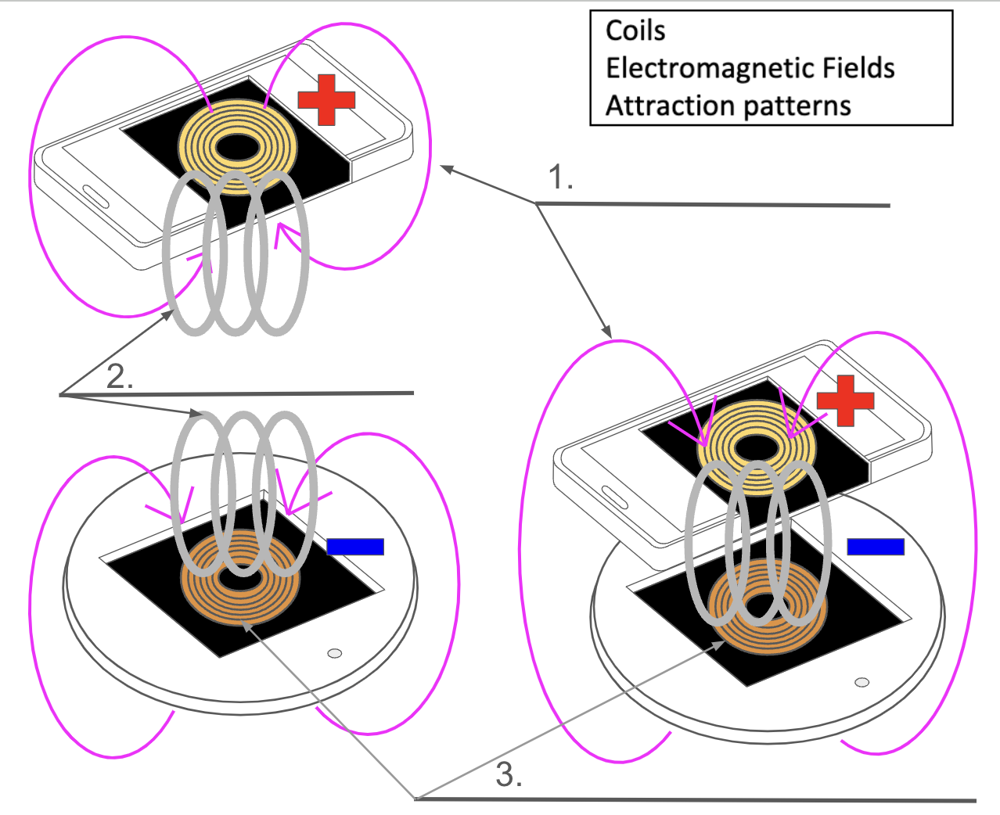 Coils
Electromagnetic Fields
Attraction patterns
1.
2.
3.